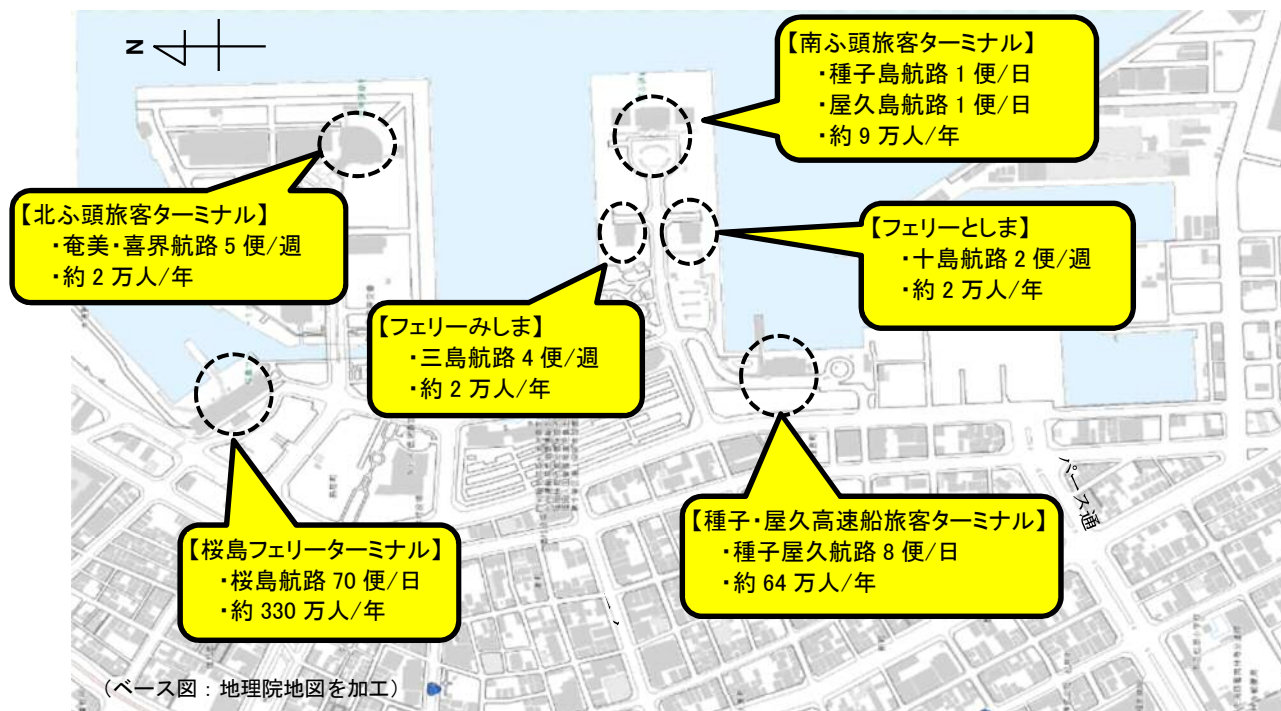 N
【南ふ頭旅客ターミナル】
・種子島航路 1 便/日
・屋久島航路 1 便/日
・約 9 万人/年
【北ふ頭旅客ターミナル】
・奄美・喜界航路 5 便/週
・約 2 万人/年
【フェリーとしま】
・十島航路 2 便/週
・約 2 万人/年
【フェリーみしま】
・三島航路 4 便/週
・約 2 万人/年
パース通
【桜島フェリーターミナル】
・桜島航路 70 便/日
・約 330 万人/年
【種子・屋久高速船旅客ターミナル】
・種子屋久航路 8 便/日
・約 64 万人/年
（ベース図：地理院地図を加工）